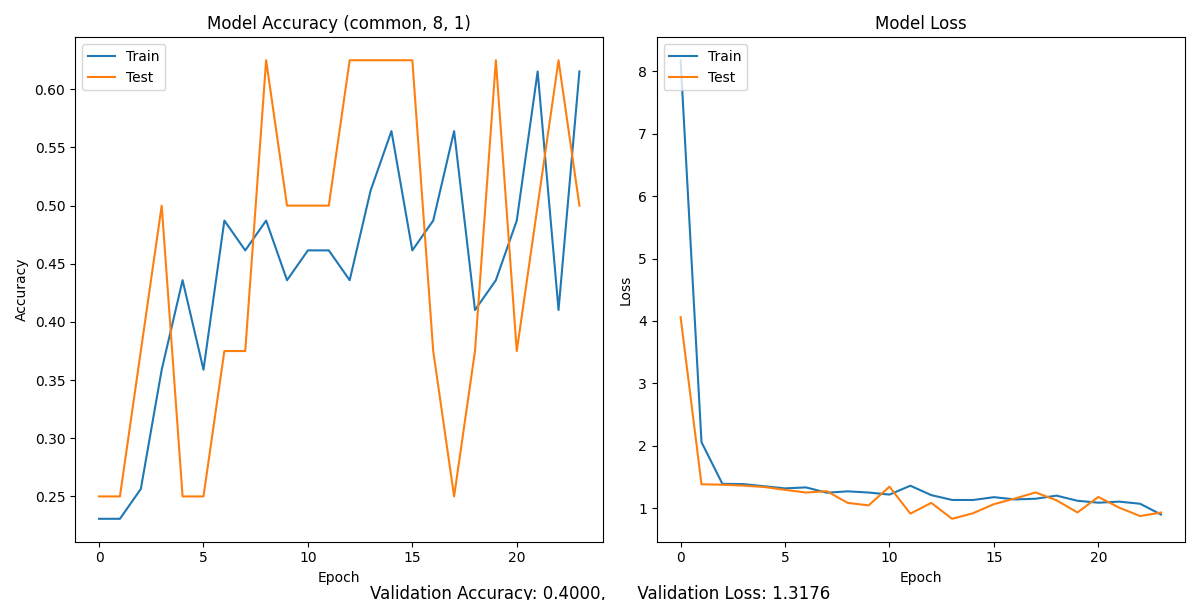 Model Accuracy (common, 8, 1)
Train
Test
0.60
0.55
0.50
0.45
0.40
0.35
0.30
0.25
Accuracy
0 5 10 15 20
Epoch
Model Loss
Train
Test
8
7
6
5
4
3
2
1
Loss
0 5 10 15 20
Epoch
Validation Accuracy: 0.4000, Validation Loss: 1.3176